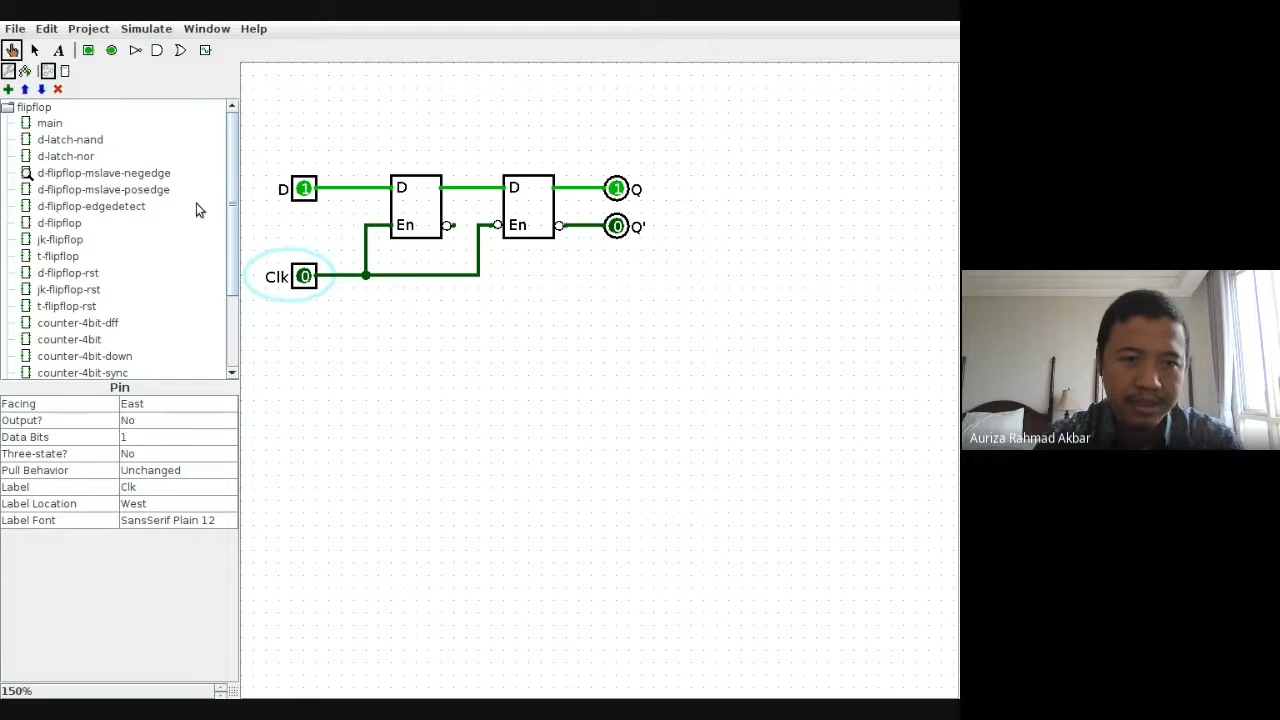 File Edit Project Simulate Window Help
A
flipflop
main
d-latch-nand
d-latch-nor
d-flipflop-mslave-negedge
d-flipflop-mslave-posedge
d-flipflop-edgedetect
d-flipflop
jk-flipflop
t-flipflop
d-flipflop-rst
jk-flipflop-rst
t-flipflop-rst
counter-4bit-dff
counter-4bit
counter-4bit-down
counter-4bit-sync
Pin
Facing East
Output? No
Data Bits 1
Three-state? No
Pull Behavior Unchanged
Label Clk
Label Location West
Label Font SansSerif Plain 12
150%
D 1 D D 1 Q
En En 0 Q'
Clk 0
Auriza Rahmad Akbar